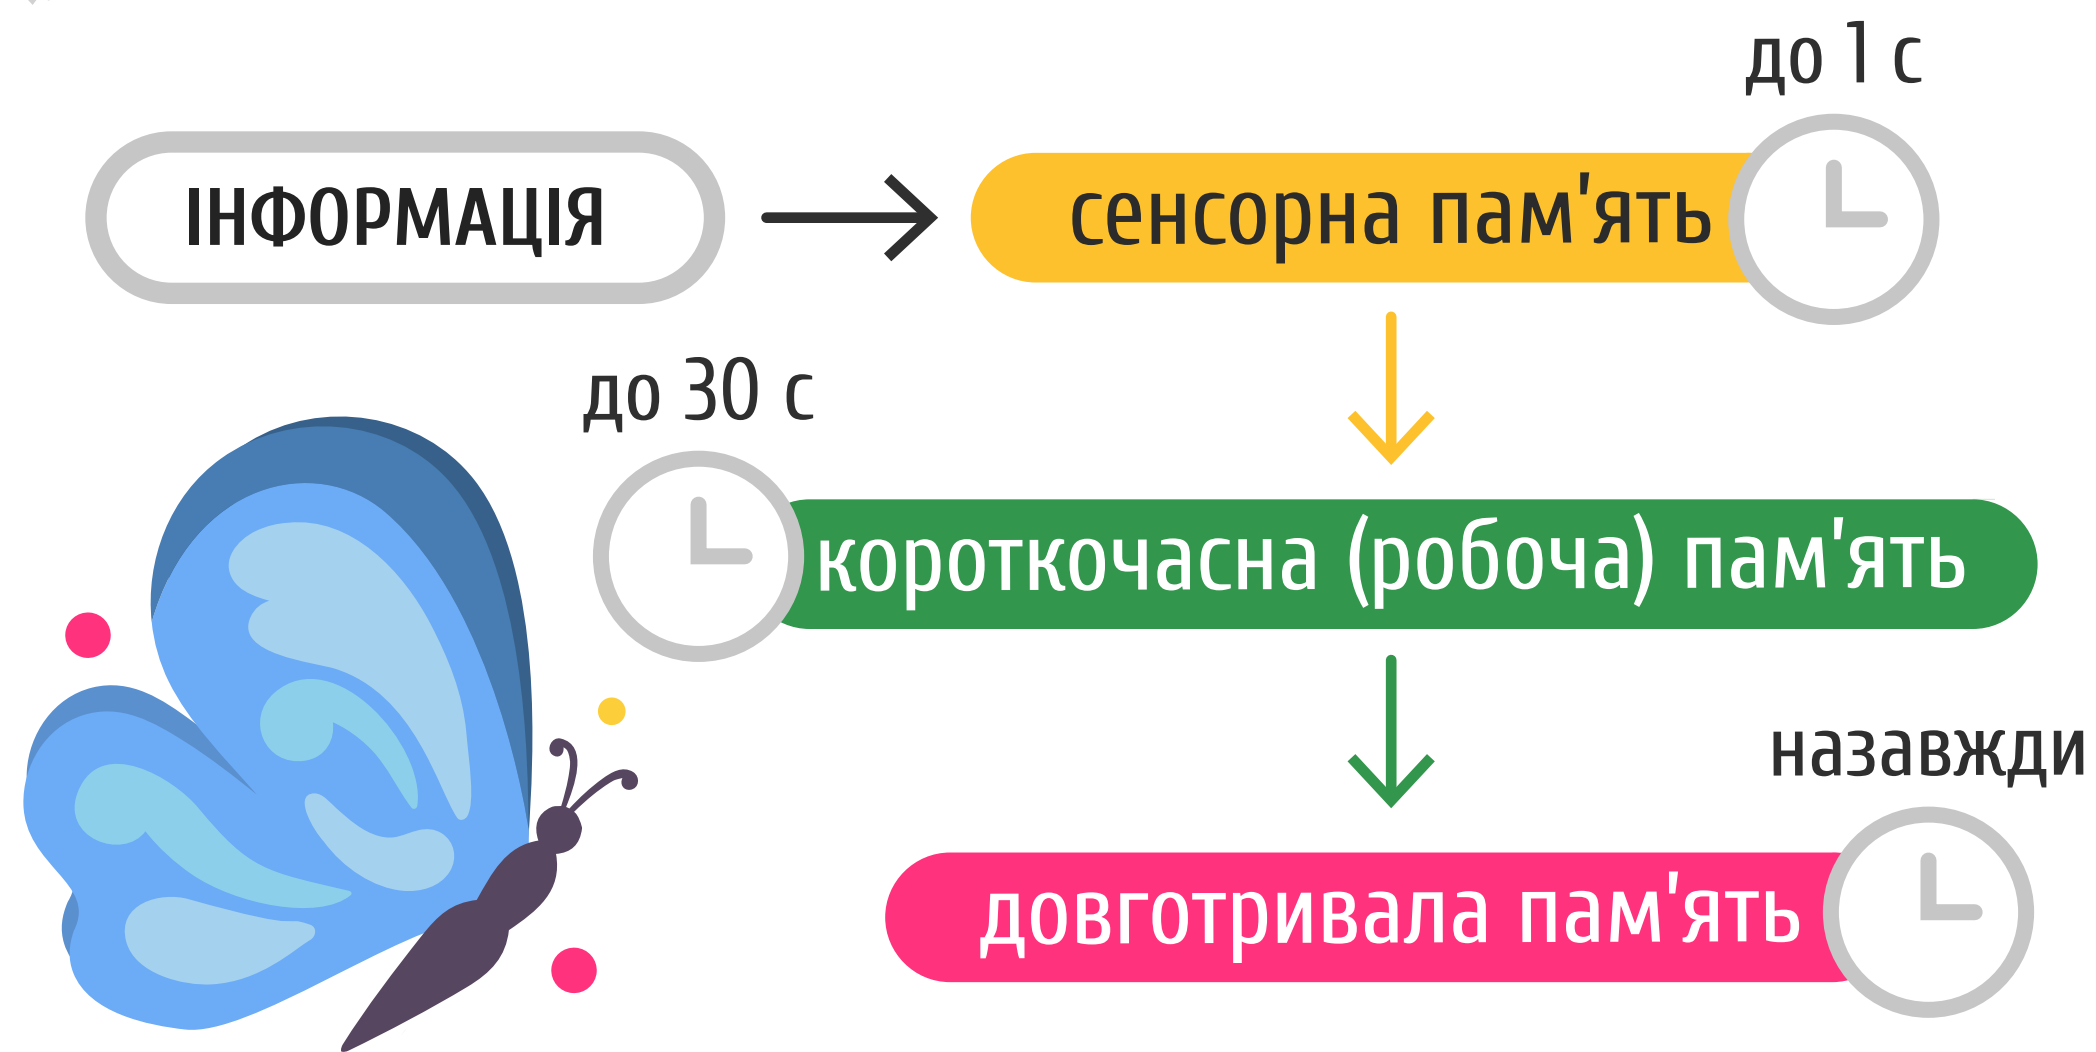 до 1 с
ІНФОРМАЦІЯ
сенсорна пам'ять
до 30 с
короткочасна (робоча) пам'ять
назавжди
довготривала пам'ять